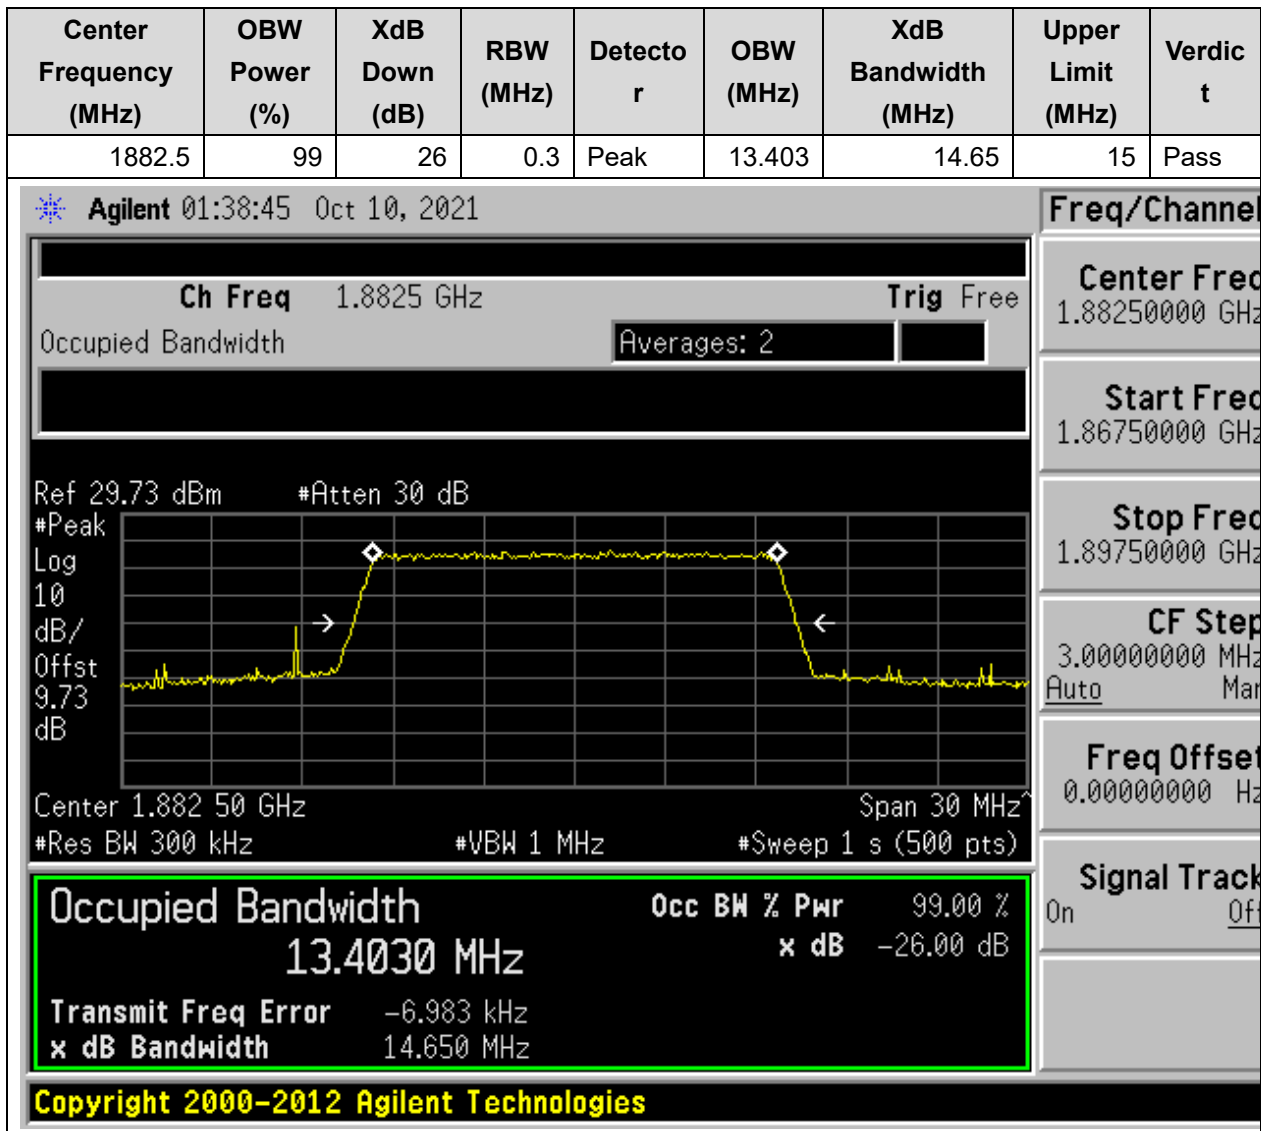 Center Frequency (MHz) OBW Power (%) XdB Down (dB) RBW (MHz) Detecto r OBW (MHz) XdB Bandwidth (MHz) Upper Limit (MHz) Verdic t
1882.5 99 26 0.3 Peak 13.403 14.65 15 Pass
Agilent 01:38:45 Oct 10, 2021
Freq/Channel
Ch Freq 1.8825 GHz Trig Free
Occupied Bandwidth Averages: 2
Center Freq
1.88250000 GHz
Start Freq
1.86750000 GHz
Stop Freq
1.89750000 GHz
CF Step
3.00000000 MHz
Auto Man
Freq Offset
0.00000000 Hz
Signal Track
On Off
Ref 29.73 dBm #Atten 30 dB
#Peak
Log
10
dB/
Offst
9.73
dB
Center 1.882 50 GHz Span 30 MHz^
#Res BW 300 kHz #VBW 1 MHz #Sweep 1 s (500 pts)
Occupied Bandwidth
13.4030 MHz
Occ BW % Pwr 99.00 %
x dB -26.00 dB
Transmit Freq Error -6.983 kHz
x dB Bandwidth 14.650 MHz
Copyright 2000-2012 Agilent Technologies